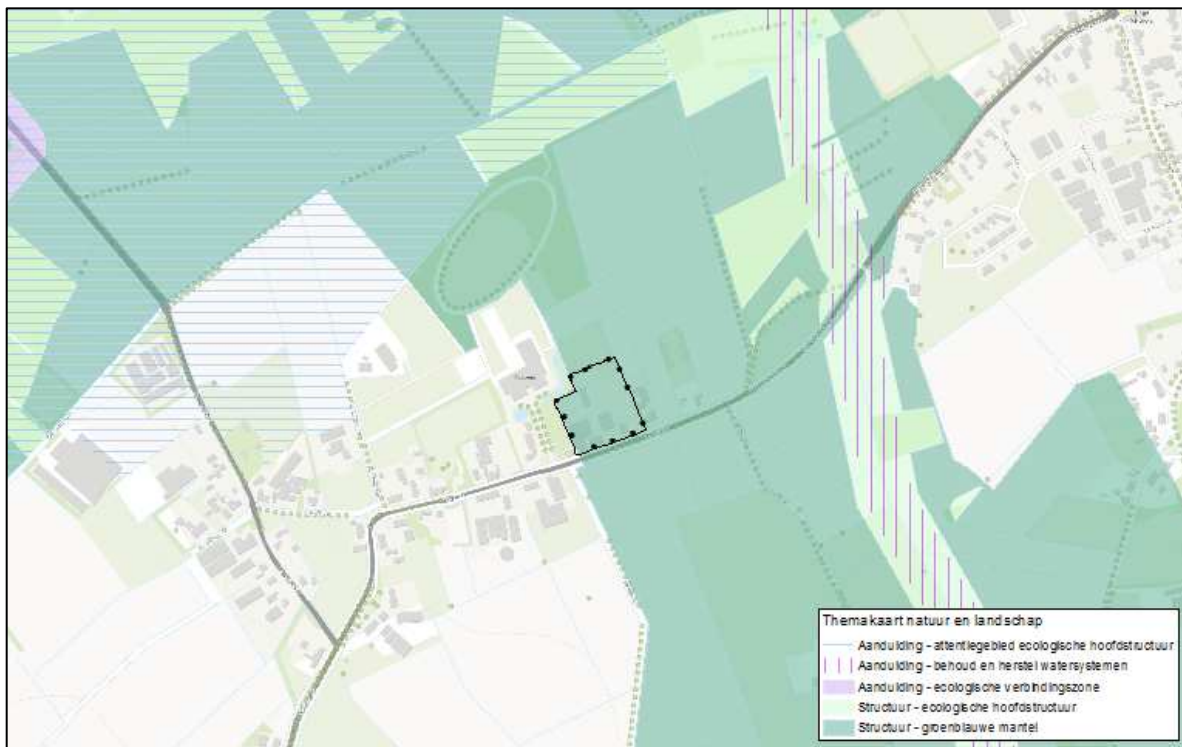 Themakaart natuur en landschap
Aanduiding - attentiegebied ecologische hoofdstructuur
Aanduiding - behoud en herstel watersystemen
Aanduiding - ecologische verbindingszone
Structuur - ecologische hoofdstructuur
Structuur - groenblauwe mantel